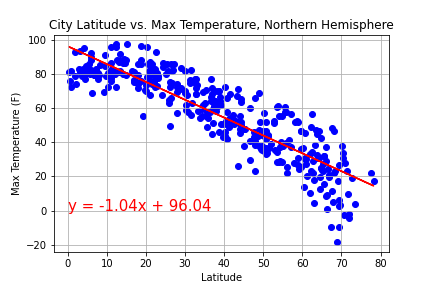 City Latitude vs. Max Temperature, Northern Hemisphere
100
80
60
40
20
0
−20
Max Temperature (F)
y = -1.04x + 96.04
0 10 20 30 40 50 60 70 80
Latitude